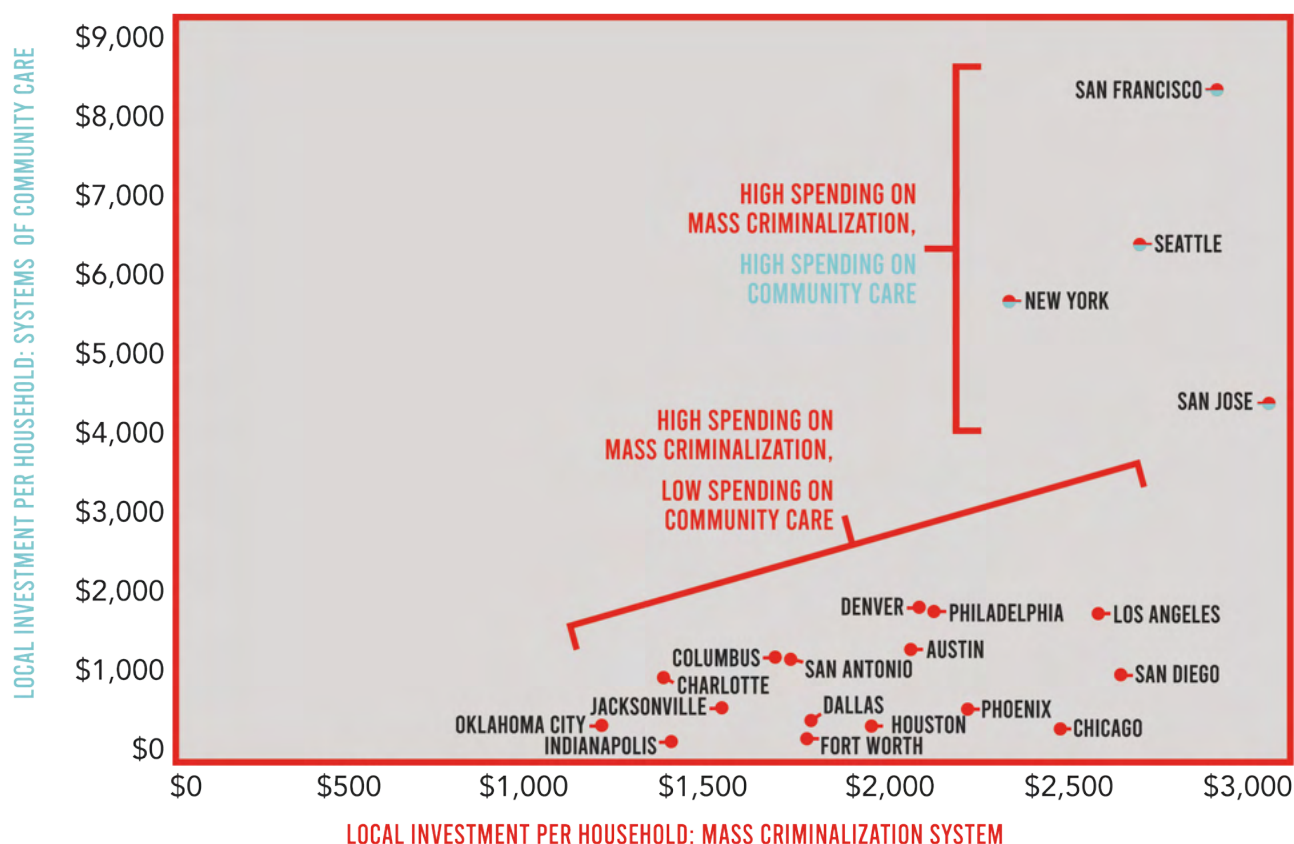 LOCAL INVESTMENT PER HOUSEHOLD: SYSTEMS OF COMMUNITY CARE
$9,000
$8,000
$7,000
$6,000
$5,000
$4,000
$3,000
$2,000
$1,000
$0
SAN FRANCISCO
HIGH SPENDING ON
MASS CRIMINALIZATION,
HIGH SPENDING ON
COMMUNITY CARE
SEATTLE
NEW YORK
SAN JOSE
HIGH SPENDING ON
MASS CRIMINALIZATION,
LOW SPENDING ON
COMMUNITY CARE
DENVER
PHILADELPHIA
LOS ANGELES
AUSTIN
COLUMBUS
SAN ANTONIO
SAN DIEGO
CHARLOTTE
JACKSONVILLE
DALLAS
PHOENIX
OKLAHOMA CITY
HOUSTON
CHICAGO
INDIANAPOLIS
FORT WORTH
$0
$500
$1,000
$1,500
$2,000
$2,500
$3,000
LOCAL INVESTMENT PER HOUSEHOLD: MASS CRIMINALIZATION SYSTEM